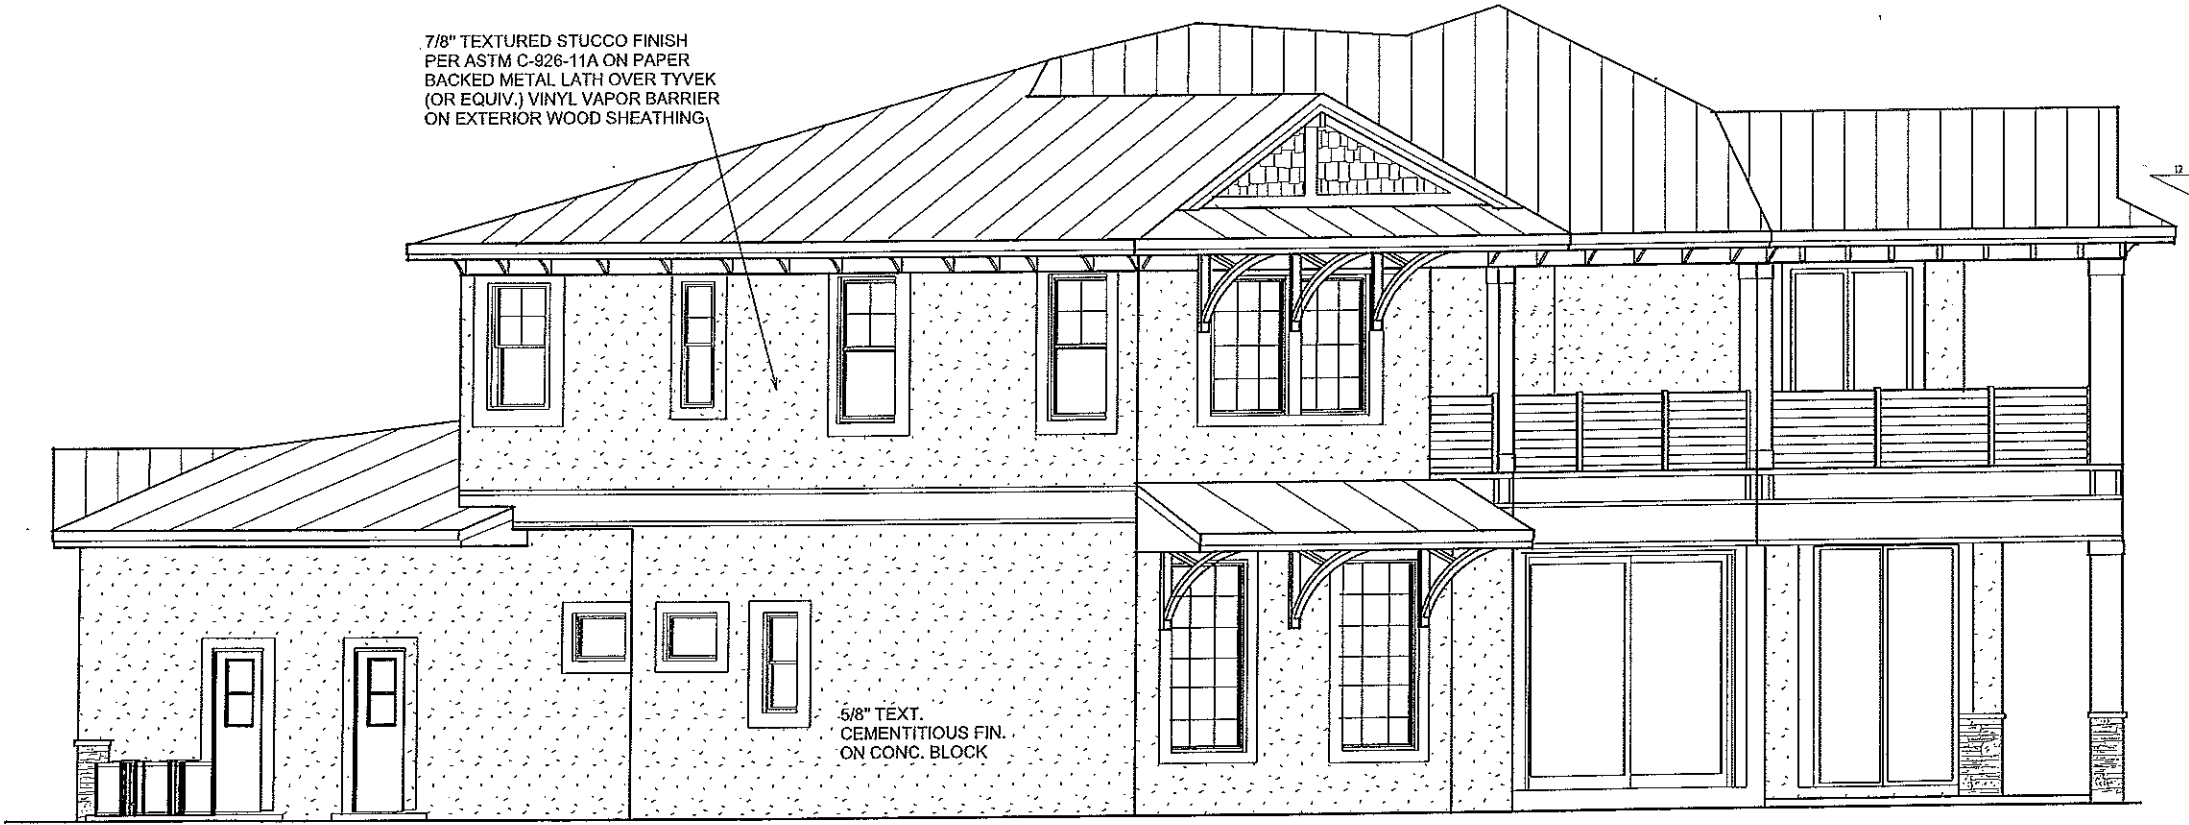 7/8" TEXTURED STUCCO FINISH
PER ASTM C-926-11A ON PAPER
BACKED METAL LATH OVER TYVEK
(OR EQUIV.) VINYL VAPOR BARRIER
ON EXTERIOR WOOD SHEATHING
12
5/8" TEXT.
CEMENTITIOUS FIN.
ON CONC. BLOCK